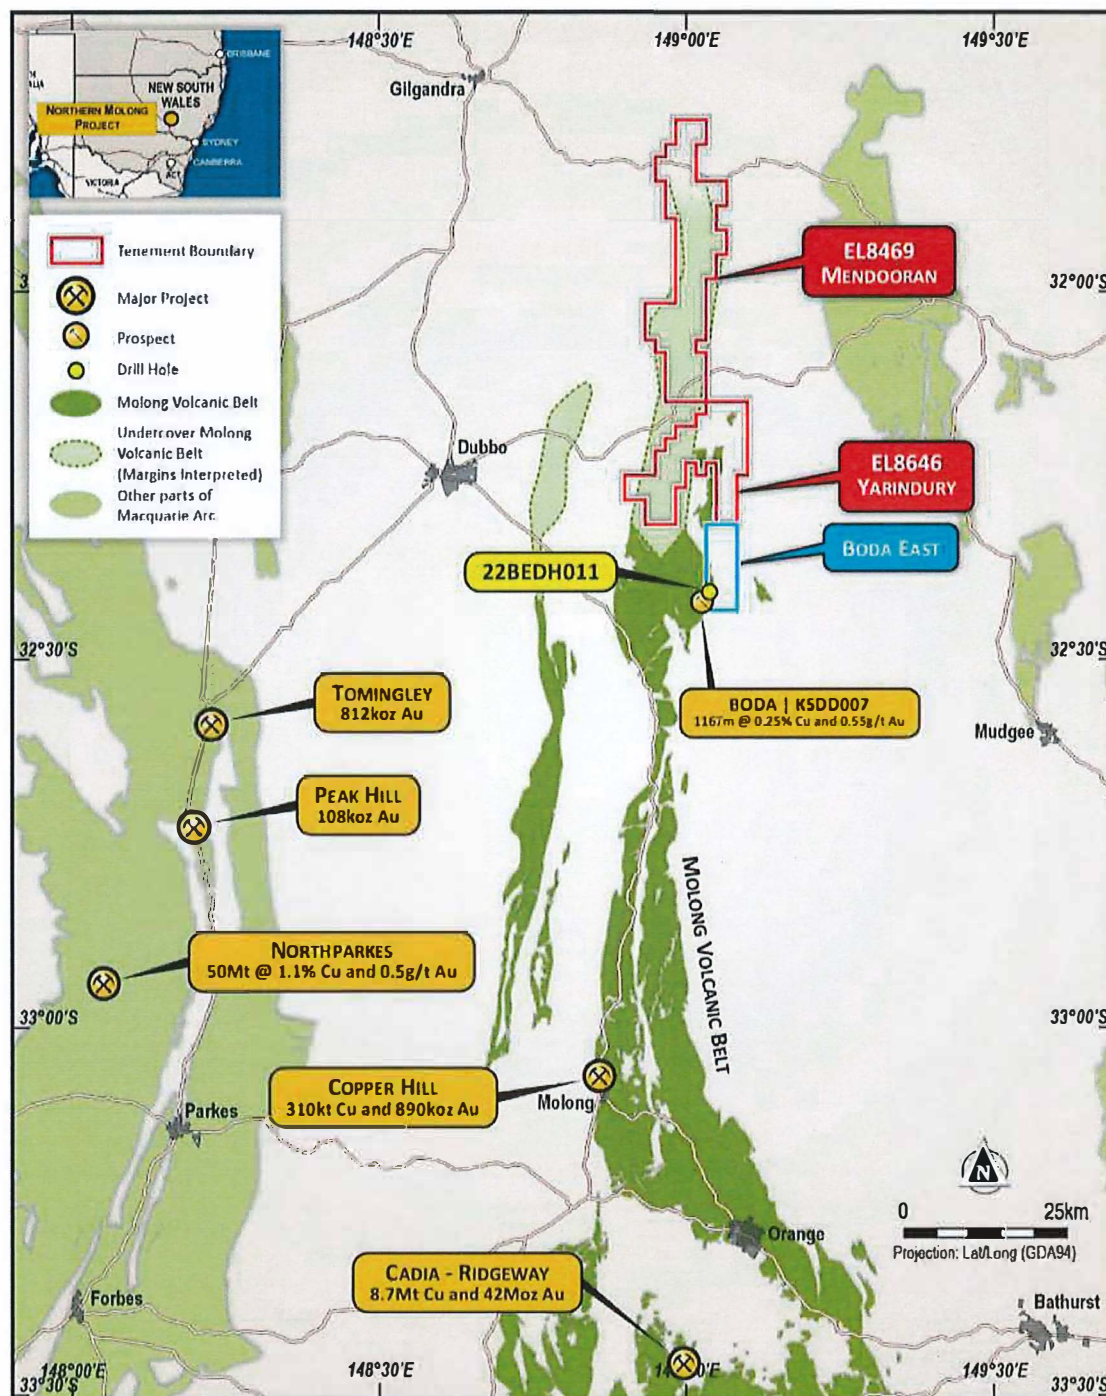 148°30'E
149°00'E
149°30'E
BRISBANE
NEW SOUTH
WALES
NORTHERN MOLONG
PROJECT
SYDNEY
CANBERRA
ACT
VICTORIA
Gilgandra
Tenement Boundary
Major Project
Prospect
Drill Hole
Molong Volcanic Belt
Undercover Molong
Volcanic Belt
(Margins Interpreted)
Other parts of
Macquarie Arc
EL8469
MENDOORAN
32°00'S
Dubbo
EL8646
YARINDURY
BODA EAST
22BEDH011
32°30'S
32°30'S
TOMINGLEY
812koz Au
BODA | KSDD007
1167m @ 0.25% Cu and 0.55g/t Au
Mudgee
PEAK HILL
108koz Au
MOLONG VOLCANIC BELT
NORTHPARKES
50Mt @ 1.1% Cu and 0.5g/t Au
33°00'S
33°00'S
COPPER HILL
310kt Cu and 890koz Au
Molong
Parkes
N
0 25km
Projection: Lat/Long (GDA94)
Orange
CADIA - RIDGEWAY
8.7Mt Cu and 42Moz Au
Forbes
Bathurst
148°00'E
148°30'E
149°30'E
33°30'S
33°30'S